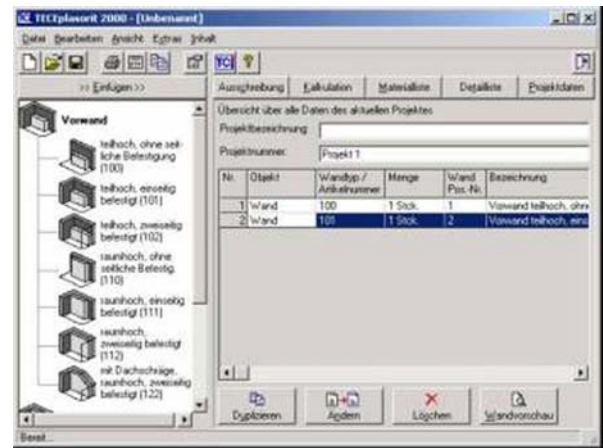 TECEplasorit 2000 - [Unbenannt]
Datei Bearbeiten Ansicht Extras Inhalt
TCI ?
>> Einfügen >>
Ausschreibung Kalkulation Materialliste Detailliste Projektdaten
Vorwand
teilhoch, ohne seit-
liche Befestigung
(100)
teilhoch, einseitig
befestigt (101)
teilhoch, zweiseitig
befestigt (102)
raumhoch, ohne
seitliche Befestig.
(110)
raumhoch, einseitig
befestigt (111)
raumhoch,
zweiseitig befestigt
(112)
mit Dachschräge,
raumhoch, zweiseitig
befestigt (122)
Übersicht über alle Daten des aktuellen Projektes
Projektbezeichnung
Projektnummer: Projekt 1
Nr. Objekt Wandtyp / Artikelnummer Menge Wand Pos.-Nr. Bezeichnung
1 Wand 100 1 Stck. 1 Vorwand teilhoch, ohne
2 Wand 101 1 Stck. 2 Vorwand teilhoch, eins
Duplizieren Ändern Löschen Wandvorschau
Bereit...